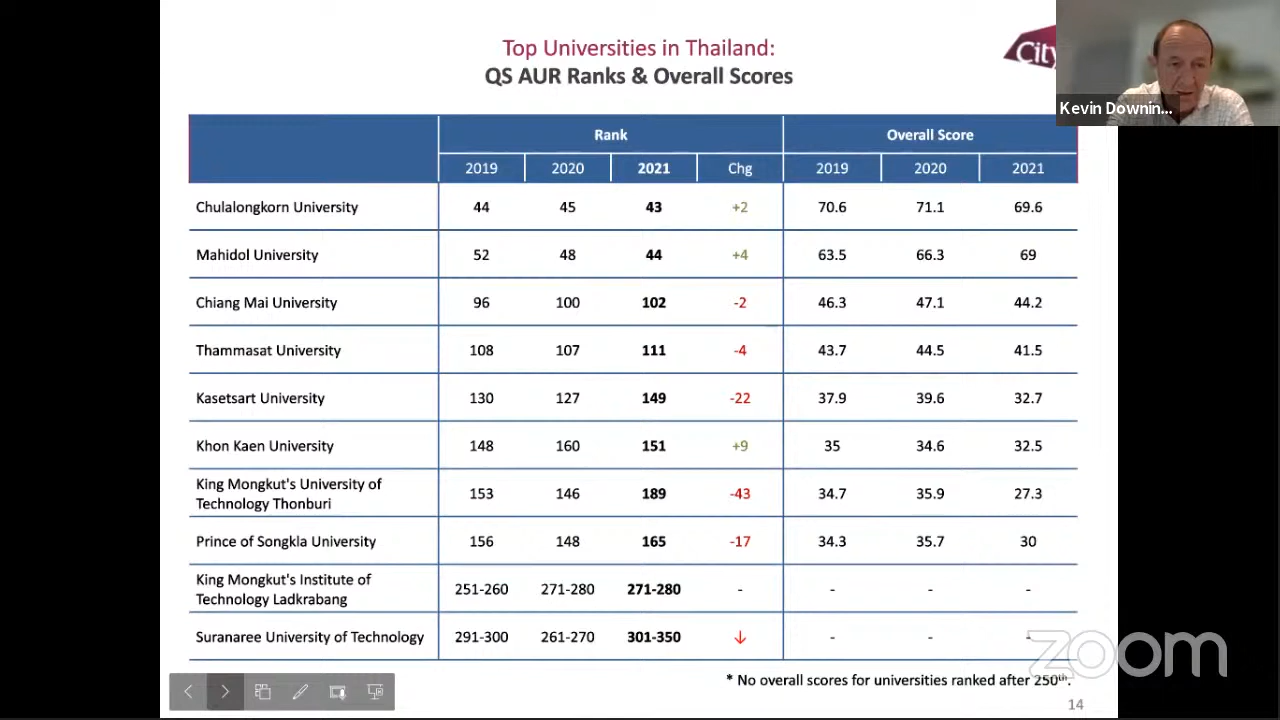 Top Universities in Thailand:
QS AUR Ranks & Overall Scores
City
Kevin Downin...
Rank Overall Score
2019 2020 2021 Chg 2019 2020 2021
Chulalongkorn University 44 45 43 +2 70.6 71.1 69.6
Mahidol University 52 48 44 +4 63.5 66.3 69
Chiang Mai University 96 100 102 -2 46.3 47.1 44.2
Thammasat University 108 107 111 -4 43.7 44.5 41.5
Kasetsart University 130 127 149 -22 37.9 39.6 32.7
Khon Kaen University 148 160 151 +9 35 34.6 32.5
King Mongkut's University of
Technology Thonburi 153 146 189 -43 34.7 35.9 27.3
Prince of Songkla University 156 148 165 -17 34.3 35.7 30
King Mongkut's Institute of
Technology Ladkrabang 251-260 271-280 271-280 - - - -
Suranaree University of Technology 291-300 261-270 301-350 ↓ - - -
zoom
* No overall scores for universities ranked after 250th.
14